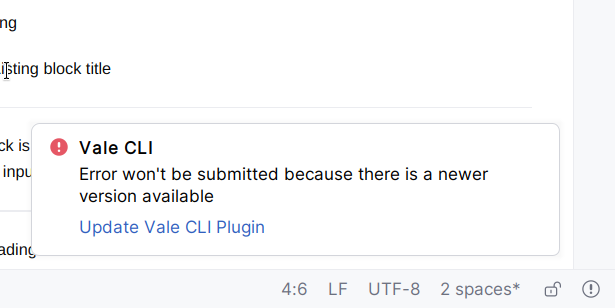 ng
isting block title
ck is
Vale CLI
Error won't be submitted because there is a newer
version available
inpu
Update Vale CLI Plugin
ading
4:6 LF UTF-8 2 spaces*